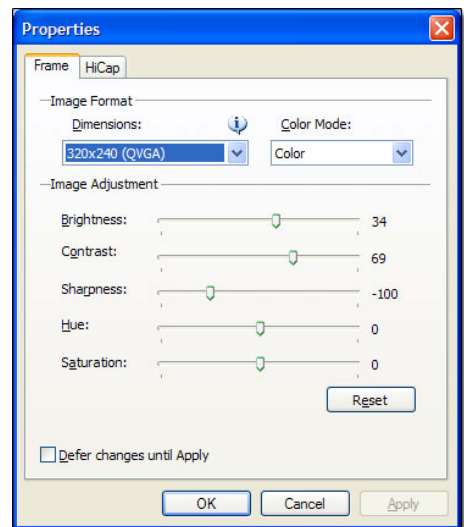 Properties
Frame HiCap
Image Format
Dimensions: Color Mode:
320x240 (QVGA) Color
Image Adjustment
Brightness: 34
Contrast: 69
Sharpness: -100
Hue: 0
Saturation: 0
Reset
Defer changes until Apply
OK Cancel Apply